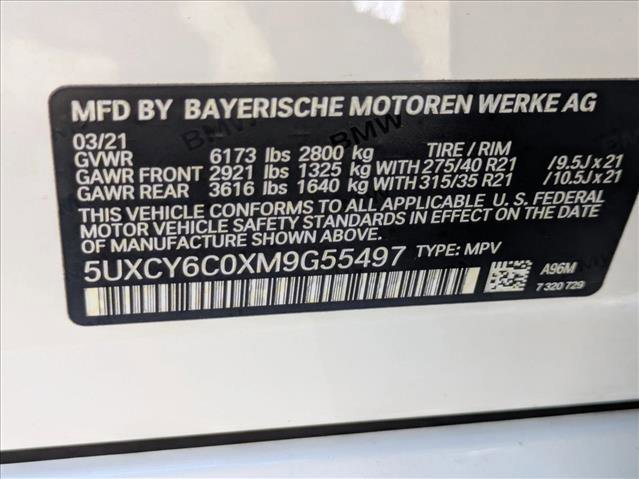 MFD BY BAYERISCHE MOTOREN WERKE AG
03/21 TIRE / RIM
GVWR 6173 lbs 2800 kg
GAWR FRONT 2921 lbs 1325 kg WITH 275/40 R21 /9.5J x 21
GAWR REAR 3616 lbs 1640 kg WITH 315/35 R21 /10.5J x 21
THIS VEHICLE CONFORMS TO ALL APPLICABLE U. S. FEDERAL
MOTOR VEHICLE SAFETY STANDARDS IN EFFECT ON THE
DATE OF MANUFACTURE SHOWN ABOVE.
5UXCY6C0XM9G55497 TYPE: MPV
A96M
7 320 729
BMW
BMW